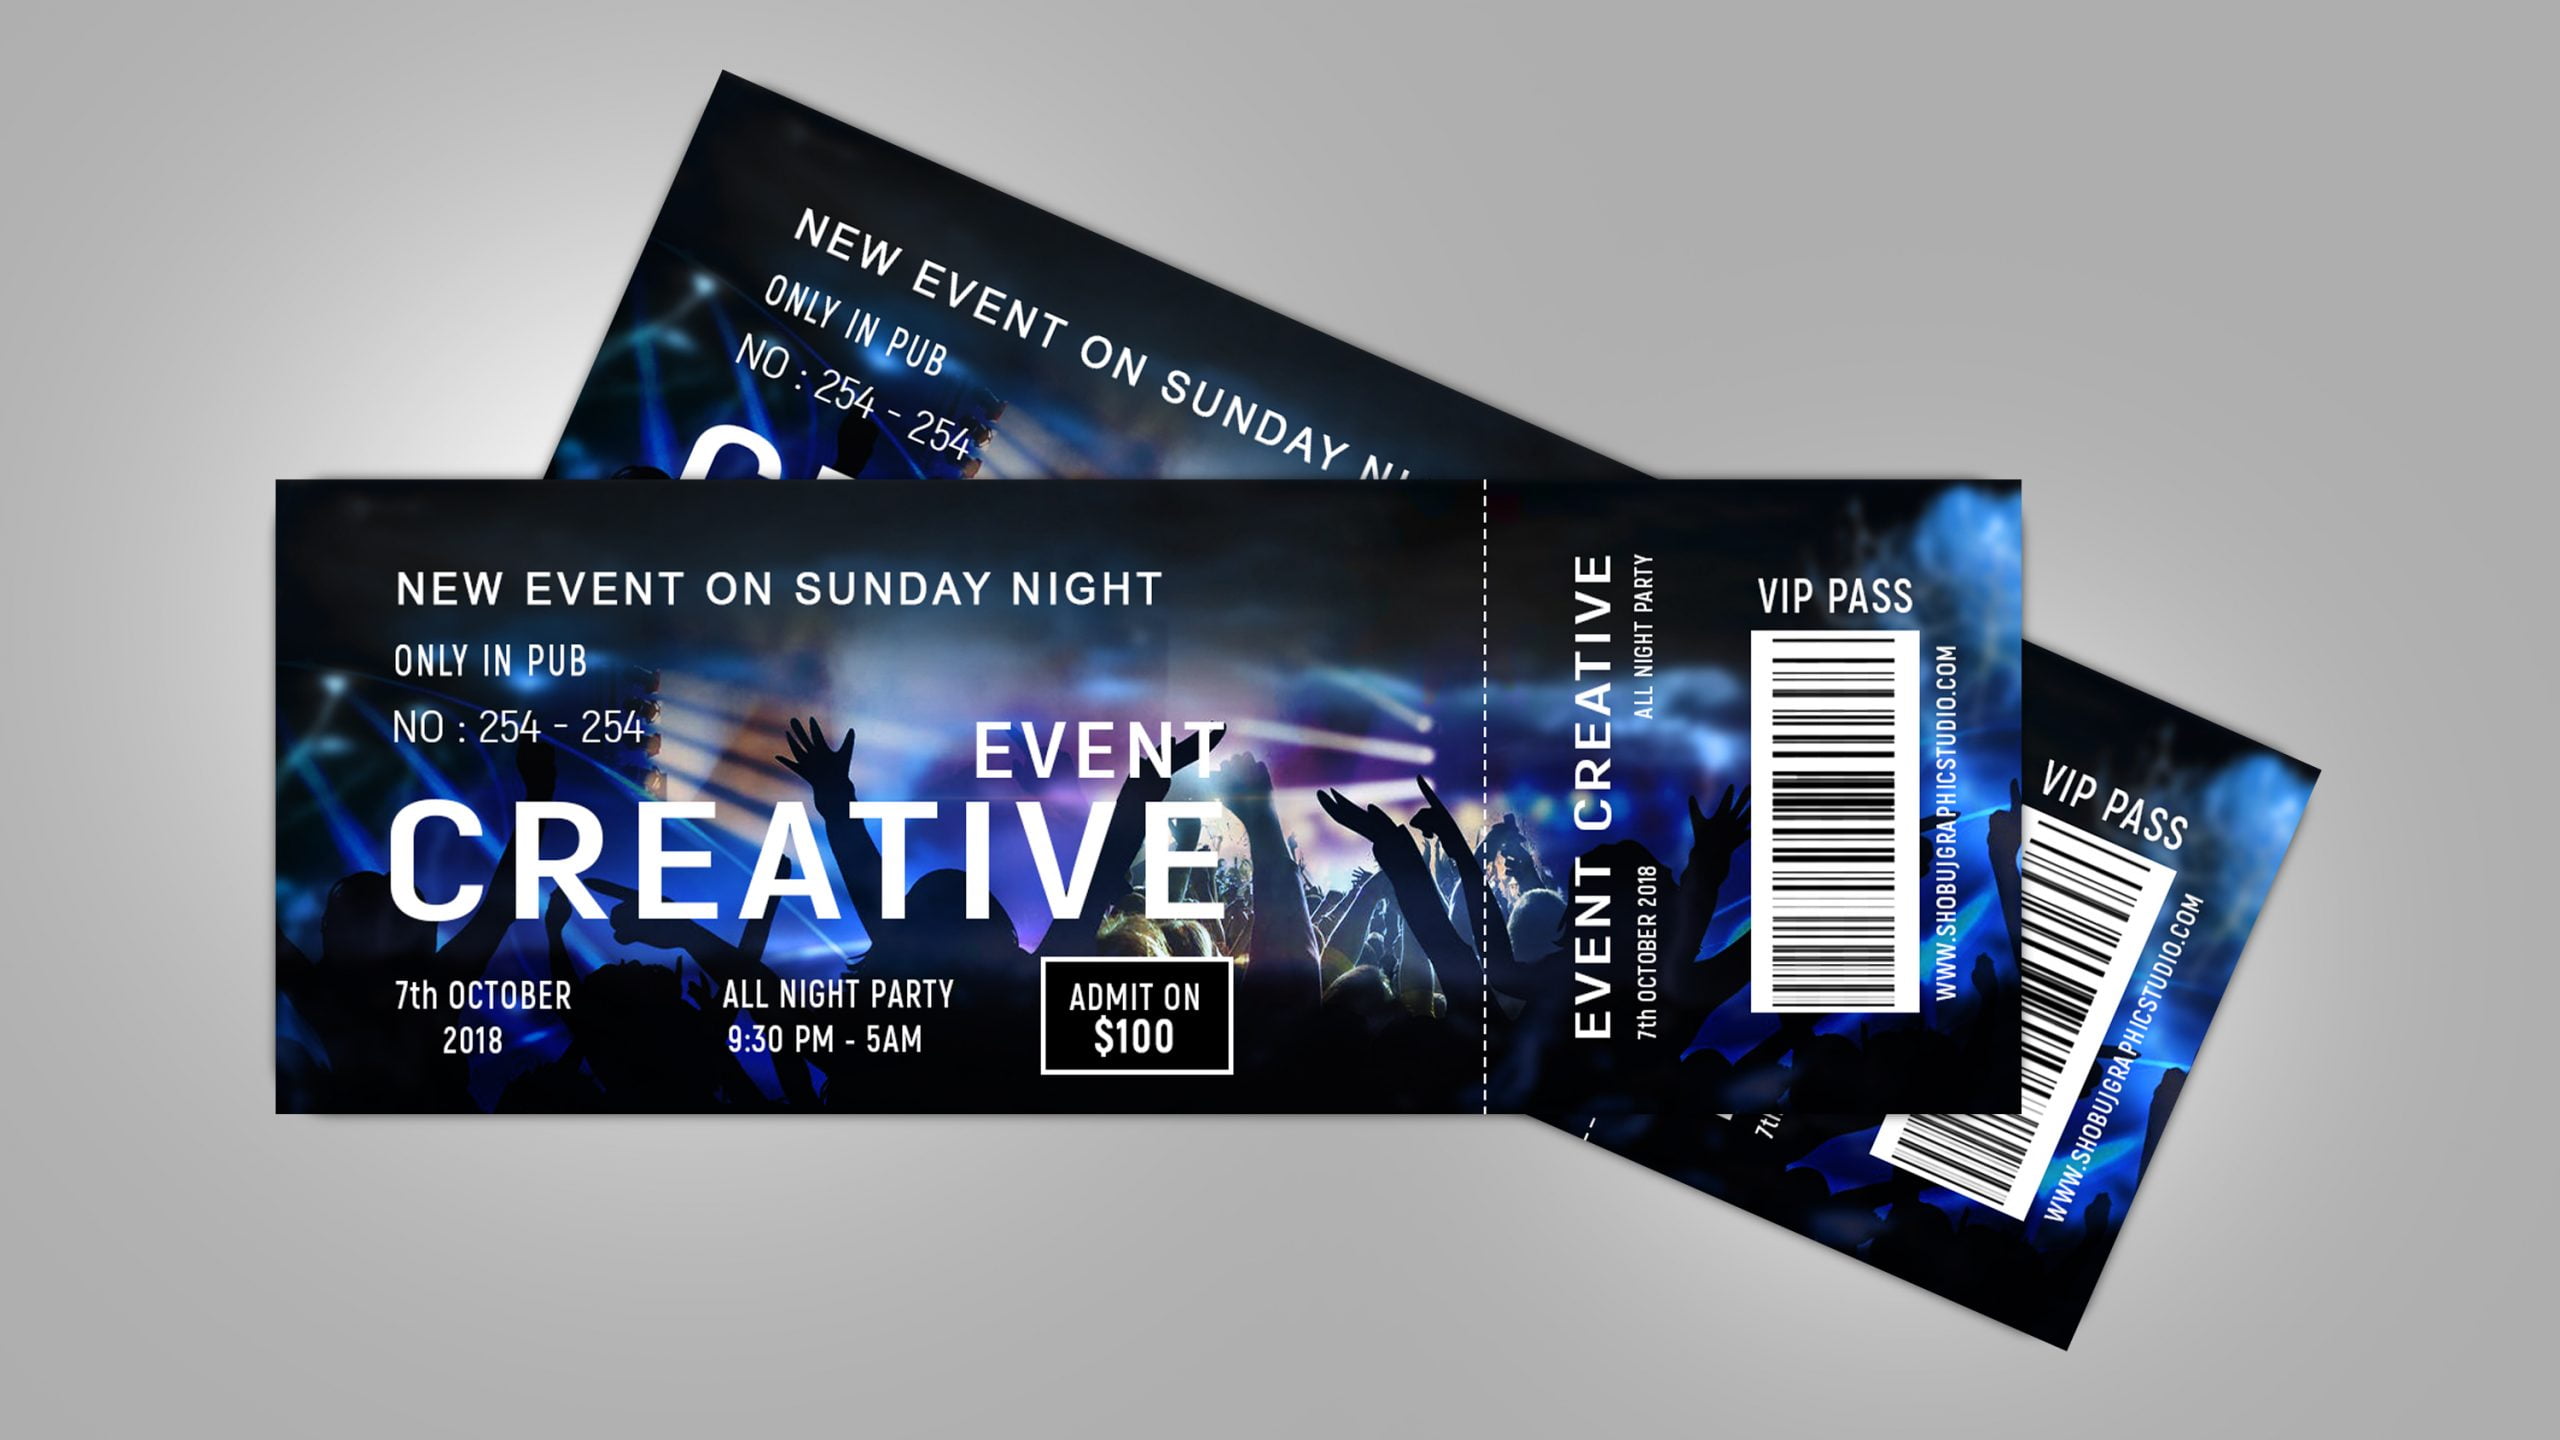 NEW EVENT ON SUNDAY
ONLY IN PUB
NO : 254 - 254
NEW EVENT ON SUNDAY NIGHT
ONLY IN PUB
NO : 254 - 254
EVENT
CREATIVE
7th OCTOBER
2018
ALL NIGHT PARTY
9:30 PM - 5AM
ADMIT ON
$100
EVENT CREATIVE
7th OCTOBER 2018
ALL NIGHT PARTY
VIP PASS
WWW.SHOBUJGRAPHICSTUDIO.COM
VIP PASS
WWW.SHOBUJGRAPHICSTUDIO.COM